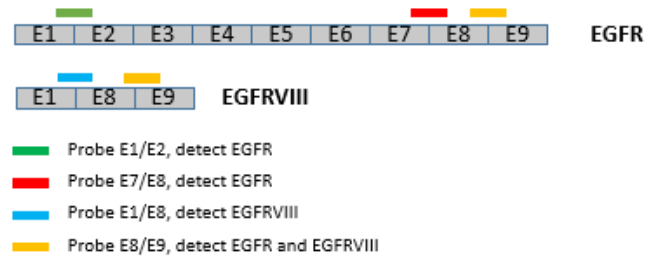 E1 E2 E3 E4 E5 E6 E7 E8 E9 EGFR
E1 E8 E9 EGFRVIII
Probe E1/E2, detect EGFR
Probe E7/E8, detect EGFR
Probe E1/E8, detect EGFRVIII
Probe E8/E9, detect EGFR and EGFRVIII